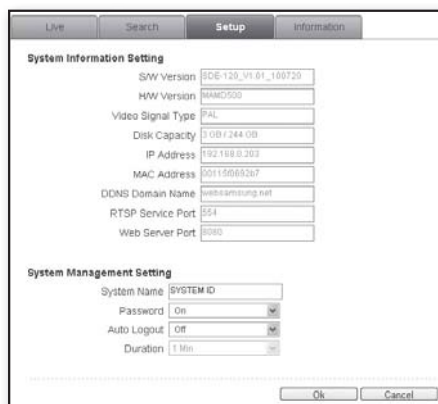 Live Search Setup Information
System Information Setting
S/W Version SDE-120_V1.01_100720
H/W Version
Video Signal Type PAL
Disk Capacity 3 GB / 244 GB
IP Address 192.168.0.203
MAC Address
DDNS Domain Name websamsung.net
RTSP Service Port 554
Web Server Port 8080
System Management Setting
System Name SYSTEM ID
Password On
Auto Logout Off
Duration 1 Min
Ok Cancel